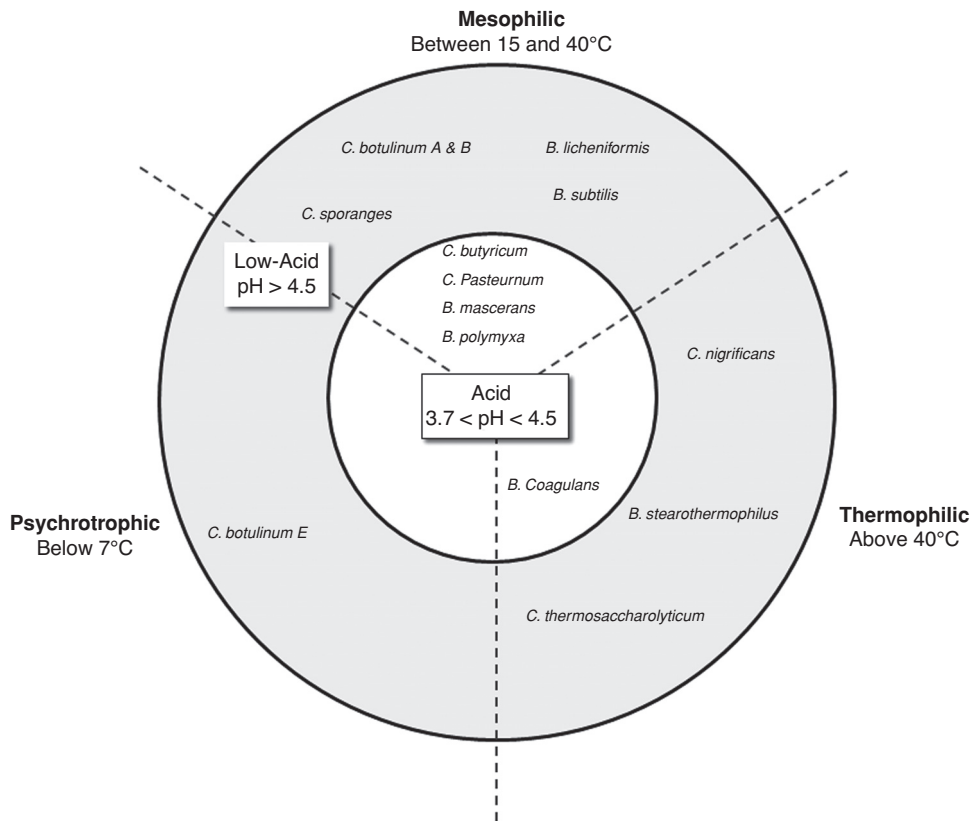 Mesophilic
Between 15 and 40°C
C. botulinum A & B
B. licheniformis
B. subtilis
C. sporanges
C. butyricum
Low-Acid
pH > 4.5
C. Pasteurnum
B. mascerans
B. polymyxa
C. nigrificans
Acid
3.7 < pH < 4.5
B. Coagulans
B. stearothermophilus
Psychrotrophic
Below 7°C
C. botulinum E
Thermophilic
Above 40°C
C. thermosaccharolyticum